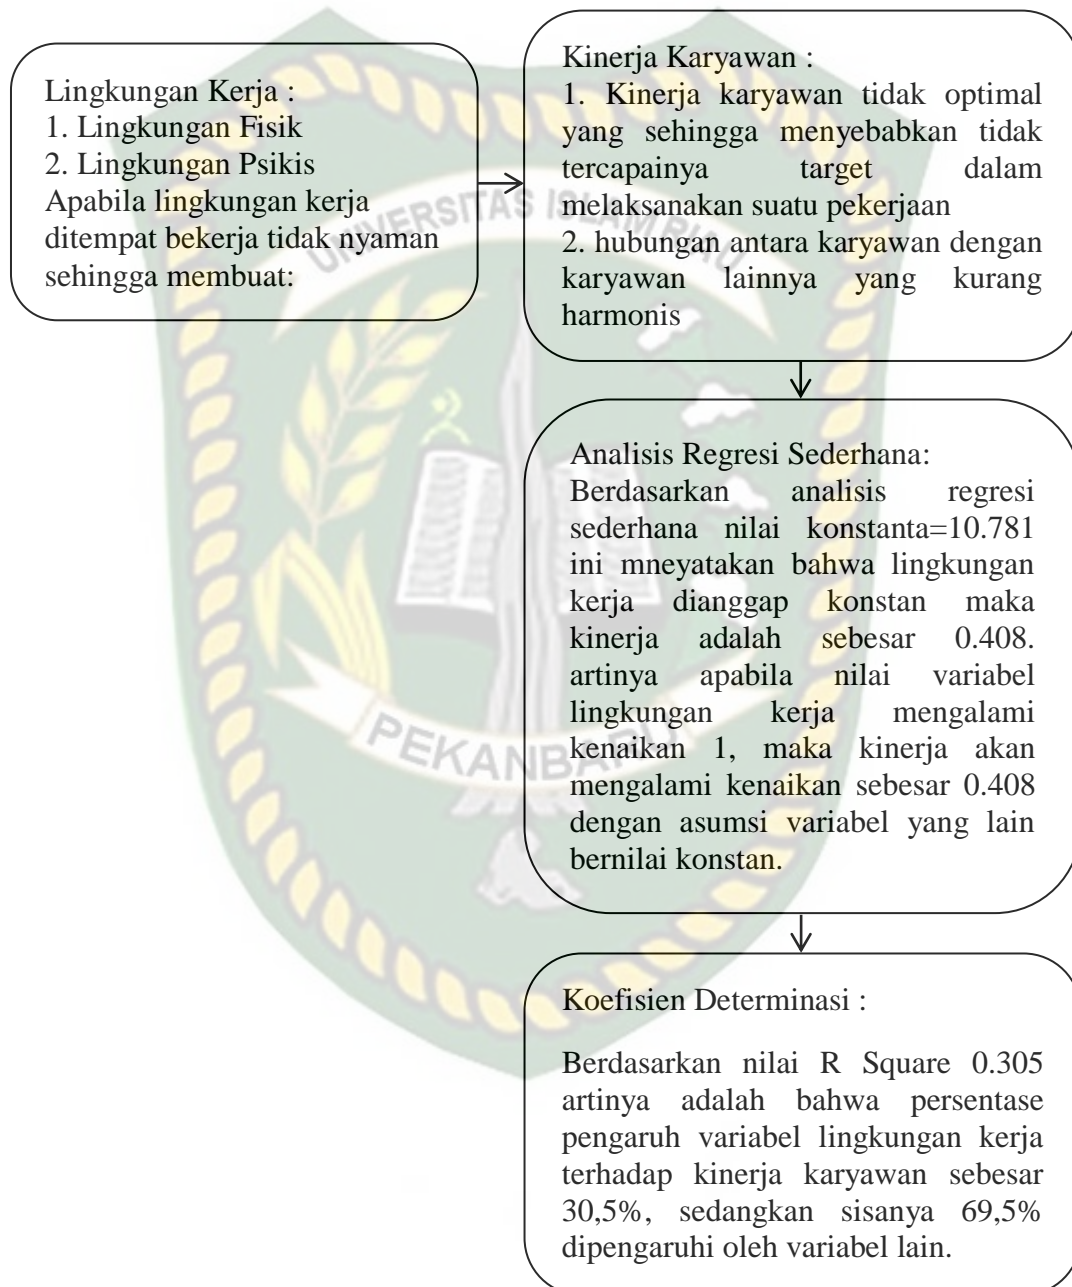 Lingkungan Kerja :
1. Lingkungan Fisik
2. Lingkungan Psikis
Apabila lingkungan kerja
ditempat bekerja tidak nyaman
sehingga membuat:
Kinerja Karyawan :
1. Kinerja karyawan tidak optimal
yang sehingga menyebabkan tidak
tercapainya target dalam
melaksanakan suatu pekerjaan
2. hubungan antara karyawan dengan
karyawan lainnya yang kurang
harmonis
UNIVERSITAS ISLAM RIAU
Analisis Regresi Sederhana:
Berdasarkan analisis regresi
sederhana nilai konstanta=10.781
ini mneyatakan bahwa lingkungan
kerja dianggap konstan maka
kinerja adalah sebesar 0.408.
artinya apabila nilai variabel
lingkungan kerja mengalami
kenaikan 1, maka kinerja akan
mengalami kenaikan sebesar 0.408
dengan asumsi variabel yang lain
bernilai konstan.
PEKANBARU
Koefisien Determinasi :
Berdasarkan nilai R Square 0.305
artinya adalah bahwa persentase
pengaruh variabel lingkungan kerja
terhadap kinerja karyawan sebesar
30,5%, sedangkan sisanya 69,5%
dipengaruhi oleh variabel lain.